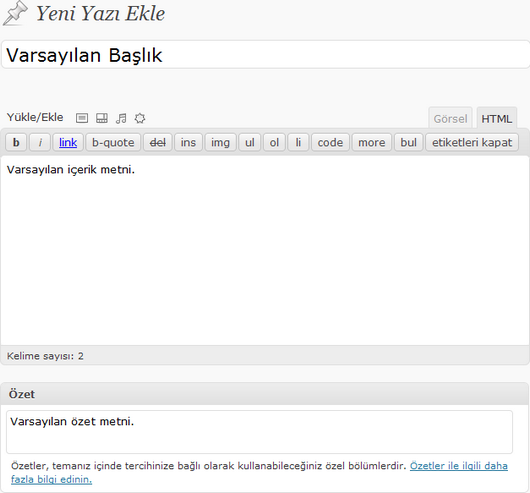 Yeni Yazı Ekle
Varsayılan Başlık
Yükle/Ekle Görsel HTML
b i link b-quote del ins img ul ol li code more bul etiketleri kapat
Varsayılan içerik metni.
Kelime sayısı: 2
Özet
Varsayılan özet metni.
Özetler, temanız içinde tercihinize bağlı olarak kullanabileceğiniz özel bölümlerdir. Özetler ile ilgili daha
fazla bilgi edinin.